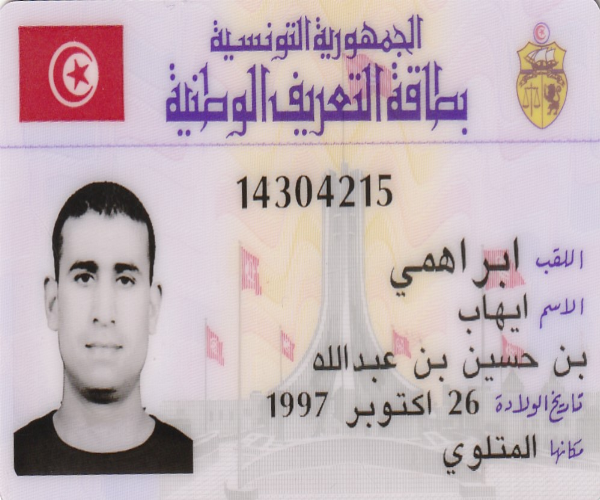 الجمهورية التونسية
بطاقة التعريف الوطنية
14304215
اللقب ابراهمي
الاسم ايهاب
بن حسين بن عبدالله
تاريخ الولادة 26 اكتوبر 1997
مكانها المتلوي